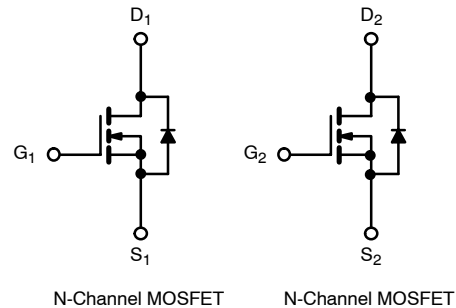 D1 D2
G1 G2
S1 S2
N-Channel MOSFET N-Channel MOSFET